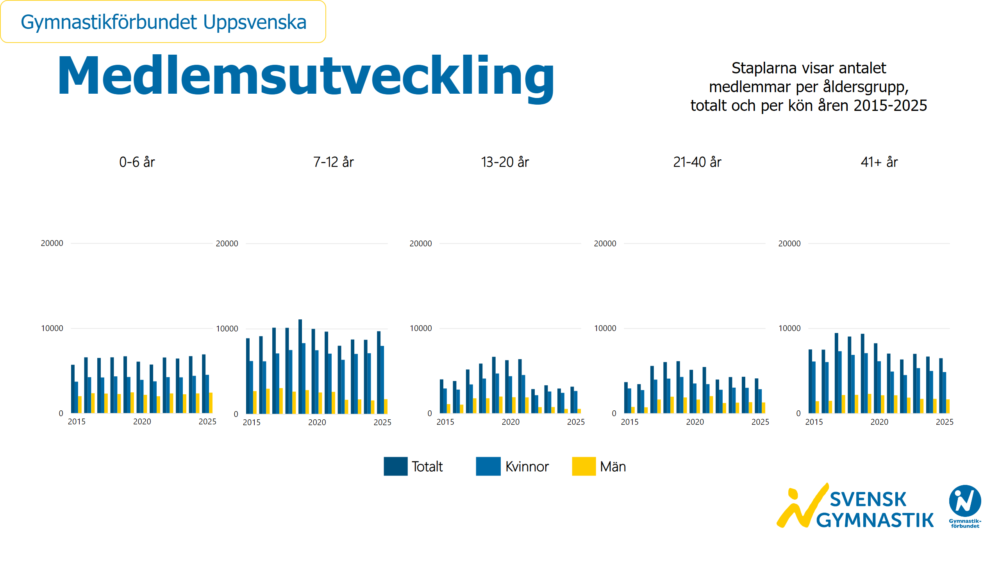 Gymnastikförbundet Uppsvenska
Medlemsutveckling
Staplarna visar antalet
medlemmar per åldersgrupp,
totalt och per kön åren 2015-2025
0-6 år
20000
10000
0
2015 2020 2025
7-12 år
20000
10000
0
2015 2020 2025
13-20 år
20000
10000
0
2015 2020 2025
21-40 år
20000
10000
0
2015 2020 2025
41+ år
20000
10000
0
2015 2020 2025
Totalt Kvinnor Män
SVENSK
GYMNASTIK
Gymnastik-
förbundet